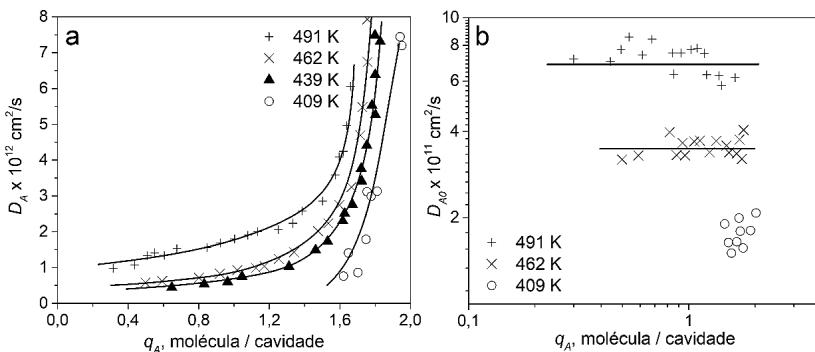 a
+ 491 K
× 462 K
▲ 439 K
○ 409 K
D_A x 10^12 cm²/s
8
7
6
5
4
3
2
1
0
0,0 0,4 0,8 1,2 1,6 2,0
q_A, molécula / cavidade
b
D_A0 x 10^11 cm²/s
10
8
6
4
2
+ 491 K
× 462 K
○ 409 K
0,1 1
q_A, molécula / cavidade